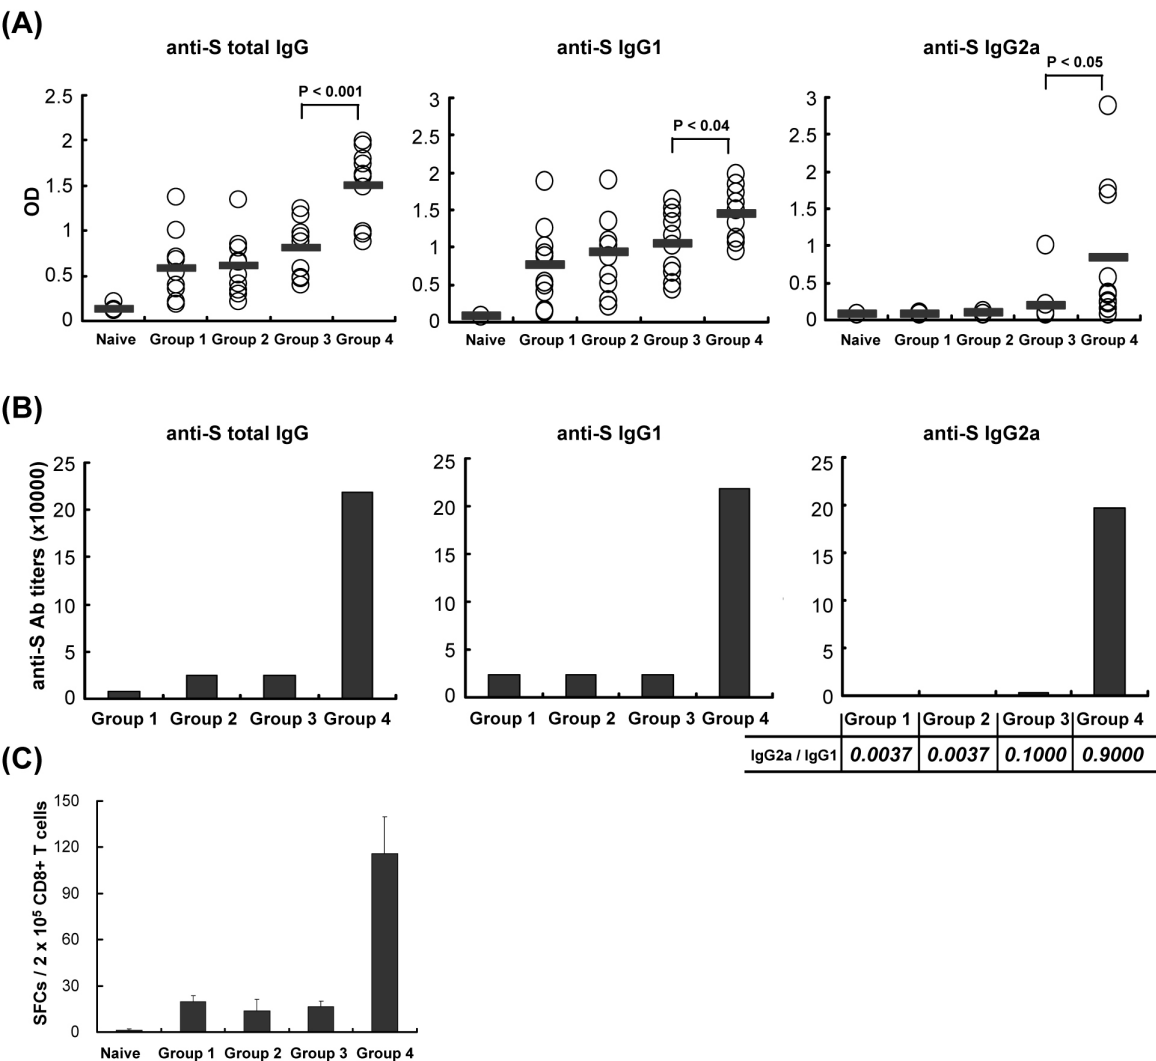 (A)
anti-S total IgG
anti-S IgG1
anti-S IgG2a
P < 0.001
P < 0.04
P < 0.05
OD
2.5
2
1.5
1
0.5
0
3
2.5
2
1.5
1
0.5
0
3
2.5
2
1.5
1
0.5
0
Naive Group 1 Group 2 Group 3 Group 4
Naive Group 1 Group 2 Group 3 Group 4
Naive Group 1 Group 2 Group 3 Group 4
(B)
anti-S total IgG
anti-S IgG1
anti-S IgG2a
anti-S Ab titers (x10000)
25
20
15
10
5
0
25
20
15
10
5
0
25
20
15
10
5
0
Group 1 Group 2 Group 3 Group 4
Group 1 Group 2 Group 3 Group 4
Group 1 Group 2 Group 3 Group 4
IgG2a / IgG1 0.0037 0.0037 0.1000 0.9000
(C)
SFCs / 2 x 10⁵ CD8+ T cells
150
120
90
60
30
0
Naive Group 1 Group 2 Group 3 Group 4